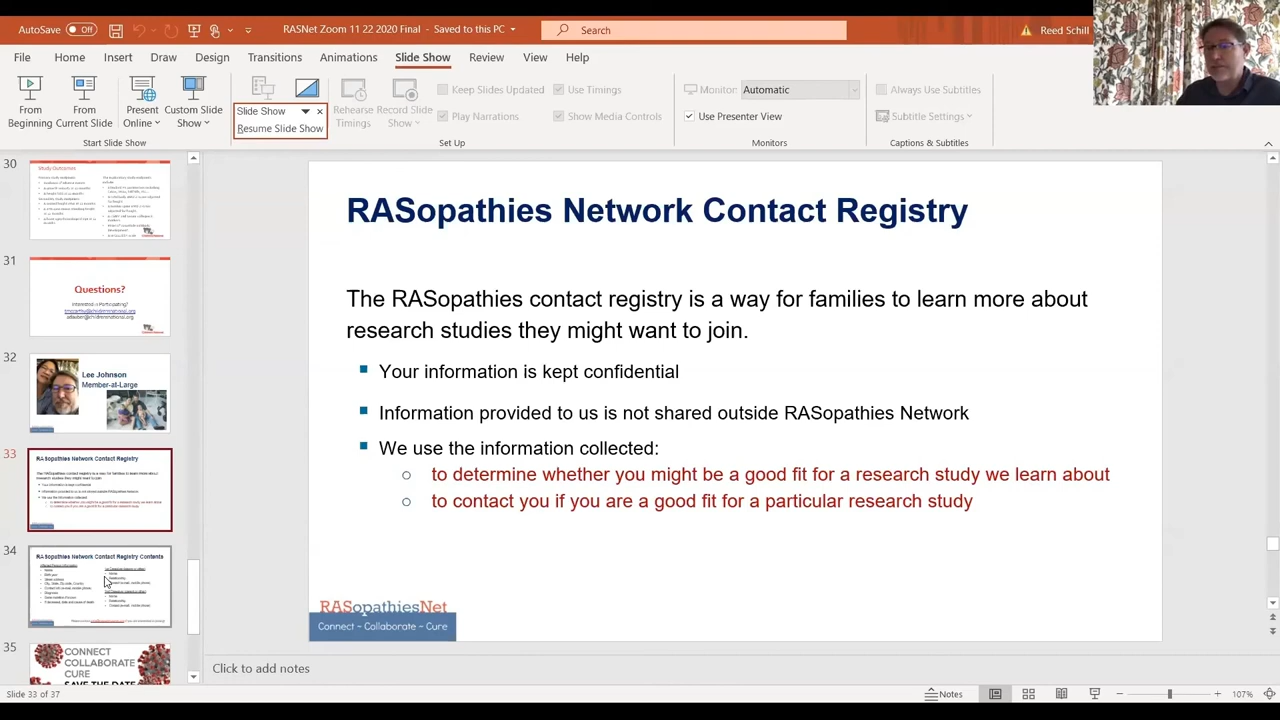 AutoSave Off RASNet Zoom 11 22 2020 Final - Saved to this PC Search Reed Schill
File Home Insert Draw Design Transitions Animations Slide Show Review View Help
From Beginning
From Current Slide
Present Online
Custom Slide Show
Start Slide Show
Slide Show
Resume Slide Show
Rehearse Timings
Record Slide Show
Keep Slides Updated
Play Narrations
Use Timings
Show Media Controls
Set Up
Monitor: Automatic
Use Presenter View
Monitors
Always Use Subtitles
Subtitle Settings
Captions & Subtitles
30
Study Outcomes
31
Questions?
Interested in Participating?
32
Lee Johnson
Member-at-Large
33
RASopathies Network Contact Registry
34
RASopathies Network Contact Registry Contents
35
CONNECT
COLLABORATE
CURE
SAVE THE DATE
RASopathies Network Contact Registry
The RASopathies contact registry is a way for families to learn more about
research studies they might want to join.
Your information is kept confidential
Information provided to us is not shared outside RASopathies Network
We use the information collected:
to determine whether you might be a good fit for a research study we learn about
to contact you if you are a good fit for a particular research study
RASopathiesNet
Connect ~ Collaborate ~ Cure
Click to add notes
Slide 33 of 37 Notes 107%